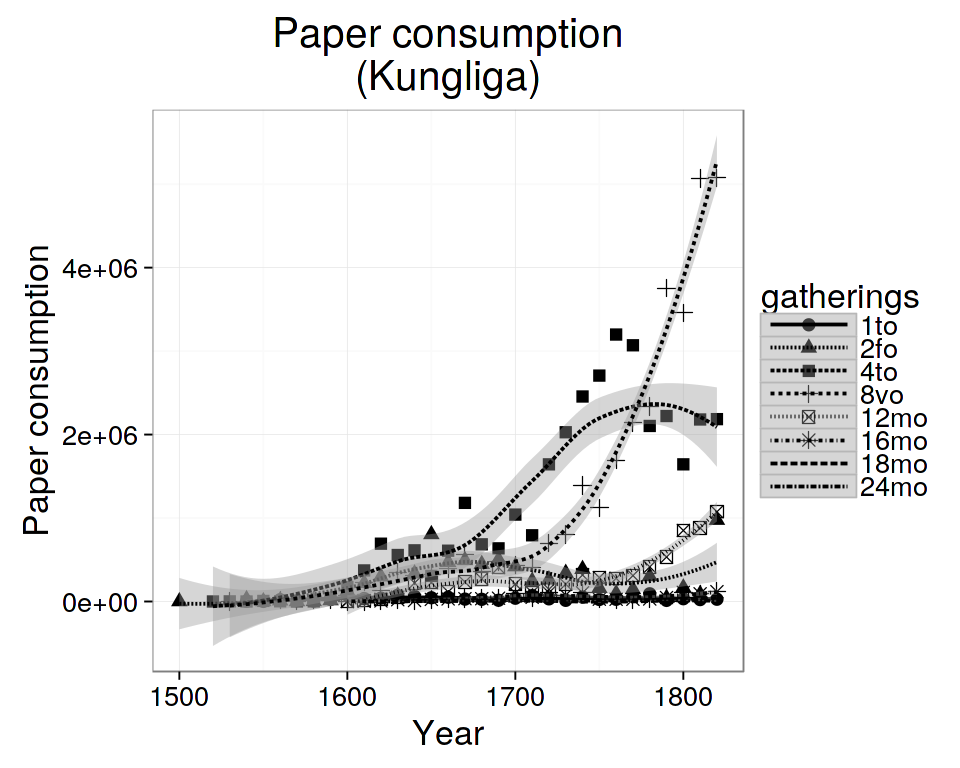 Paper consumption
(Kungliga)
Paper consumption
4e+06
2e+06
0e+00
1500 1600 1700 1800
Year
gatherings
1to
2fo
4to
8vo
12mo
16mo
18mo
24mo